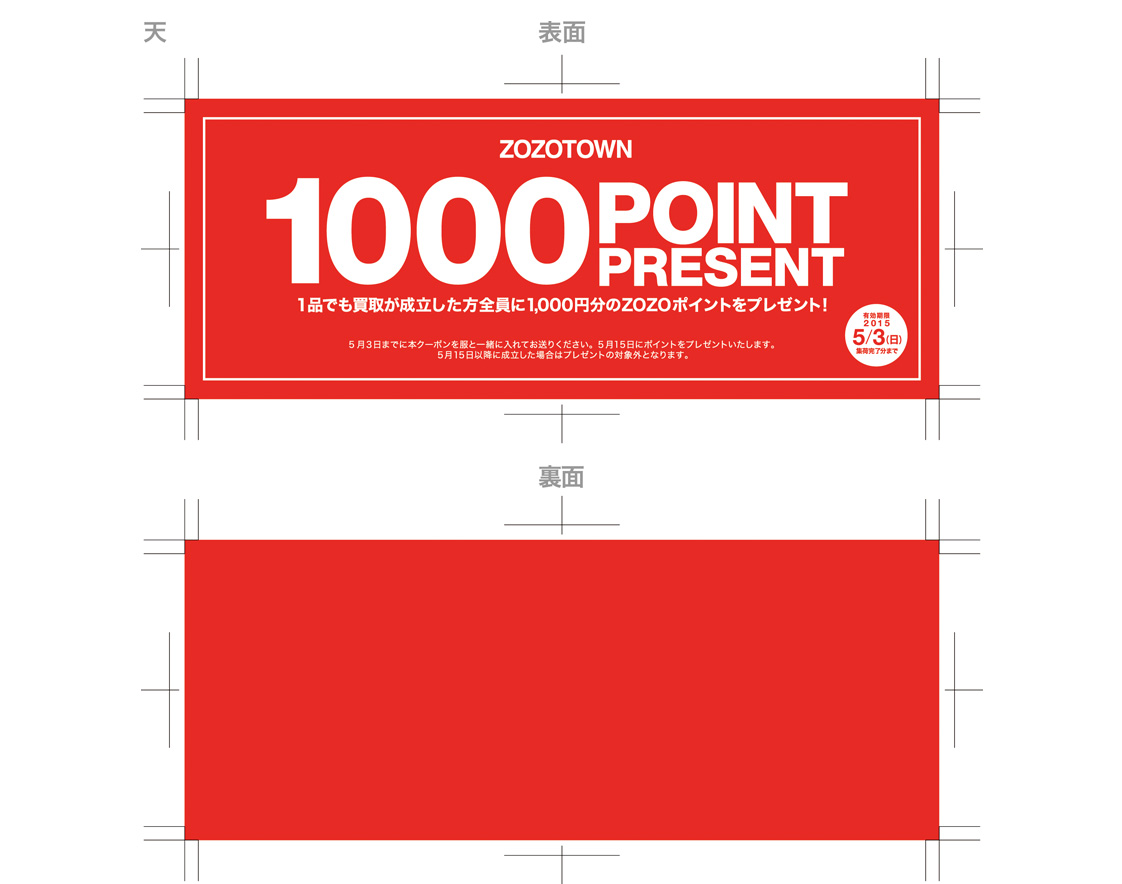 天
表面
ZOZOTOWN
1000 POINT
PRESENT
1品でも買取が成立した方全員に1,000円分のZOZOポイントをプレゼント!
5月3日までに本クーポンを服と一緒に入れてお送りください。5月15日にポイントをプレゼントいたします。
5月15日以降に成立した場合はプレゼントの対象外となります。
有効期限
2015
5/3(日)
集荷完了分まで
裏面